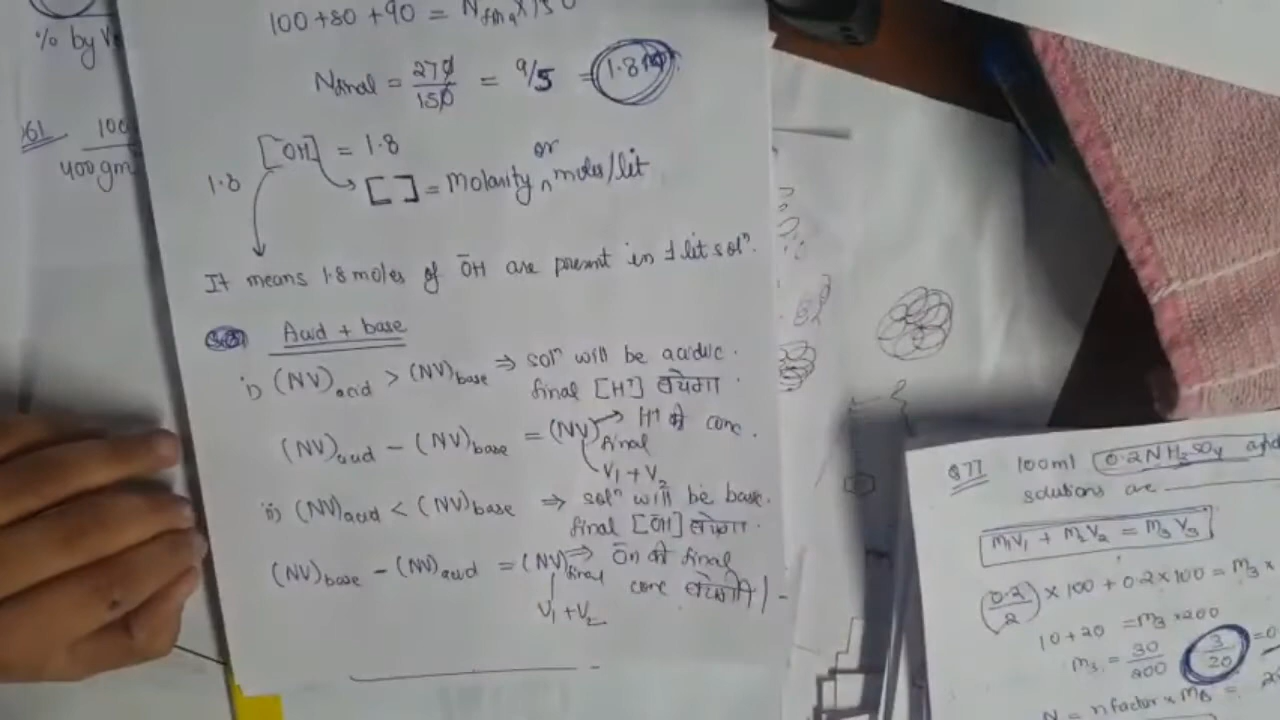 % by V
100+80+90 = N final × 150
N final = 270/150 = 9/5 = 1.8
[OH] = 1.8
1.8
[ ] = Molarity or moles/lit
It means 1.8 moles of OH are present in 1 lit solⁿ.
Acid + base
i) (NV)acid > (NV)base ⇒ solⁿ will be acidic.
final [H⁺] बचेगा
(NV)acid − (NV)base = (NV)final → H⁺ की conc.
V₁+V₂
ii) (NV)acid < (NV)base ⇒ solⁿ will be base.
final [OH] बचेगा.
(NV)base − (NV)acid = (NV)final ⇒ OH की final
conc बचेगी
V₁+V₂
61 100
400gm
Q77 100ml 0.2N H₂SO₄ and
solutions are
M₁V₁ + M₂V₂ = M₃V₃
(0.2/2) × 100 + 0.2×100 = M₃ ×
10+20 = M₃ ×200
M₃ = 30/200 3/20 = 0
N = n factor × M